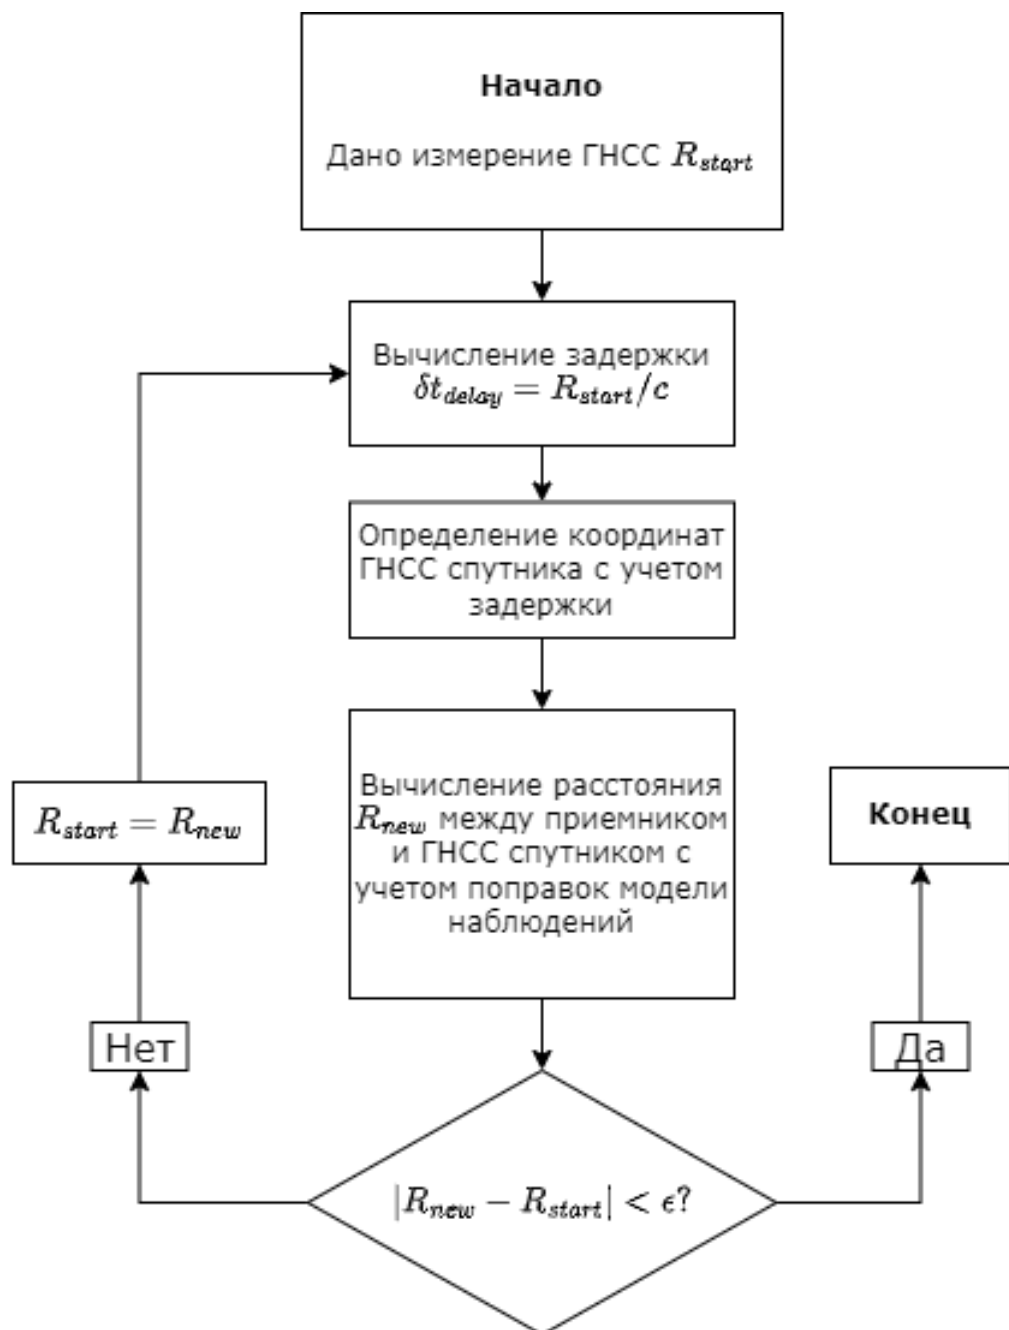 Начало
Дано измерение ГНСС R_start
Вычисление задержки
δt_delay = R_start/c
Определение координат
ГНСС спутника с учетом
задержки
Вычисление расстояния
R_new между приемником
и ГНСС спутником с
учетом поправок модели
наблюдений
R_start = R_new
Конец
Нет
Да
|R_new − R_start| < ϵ?